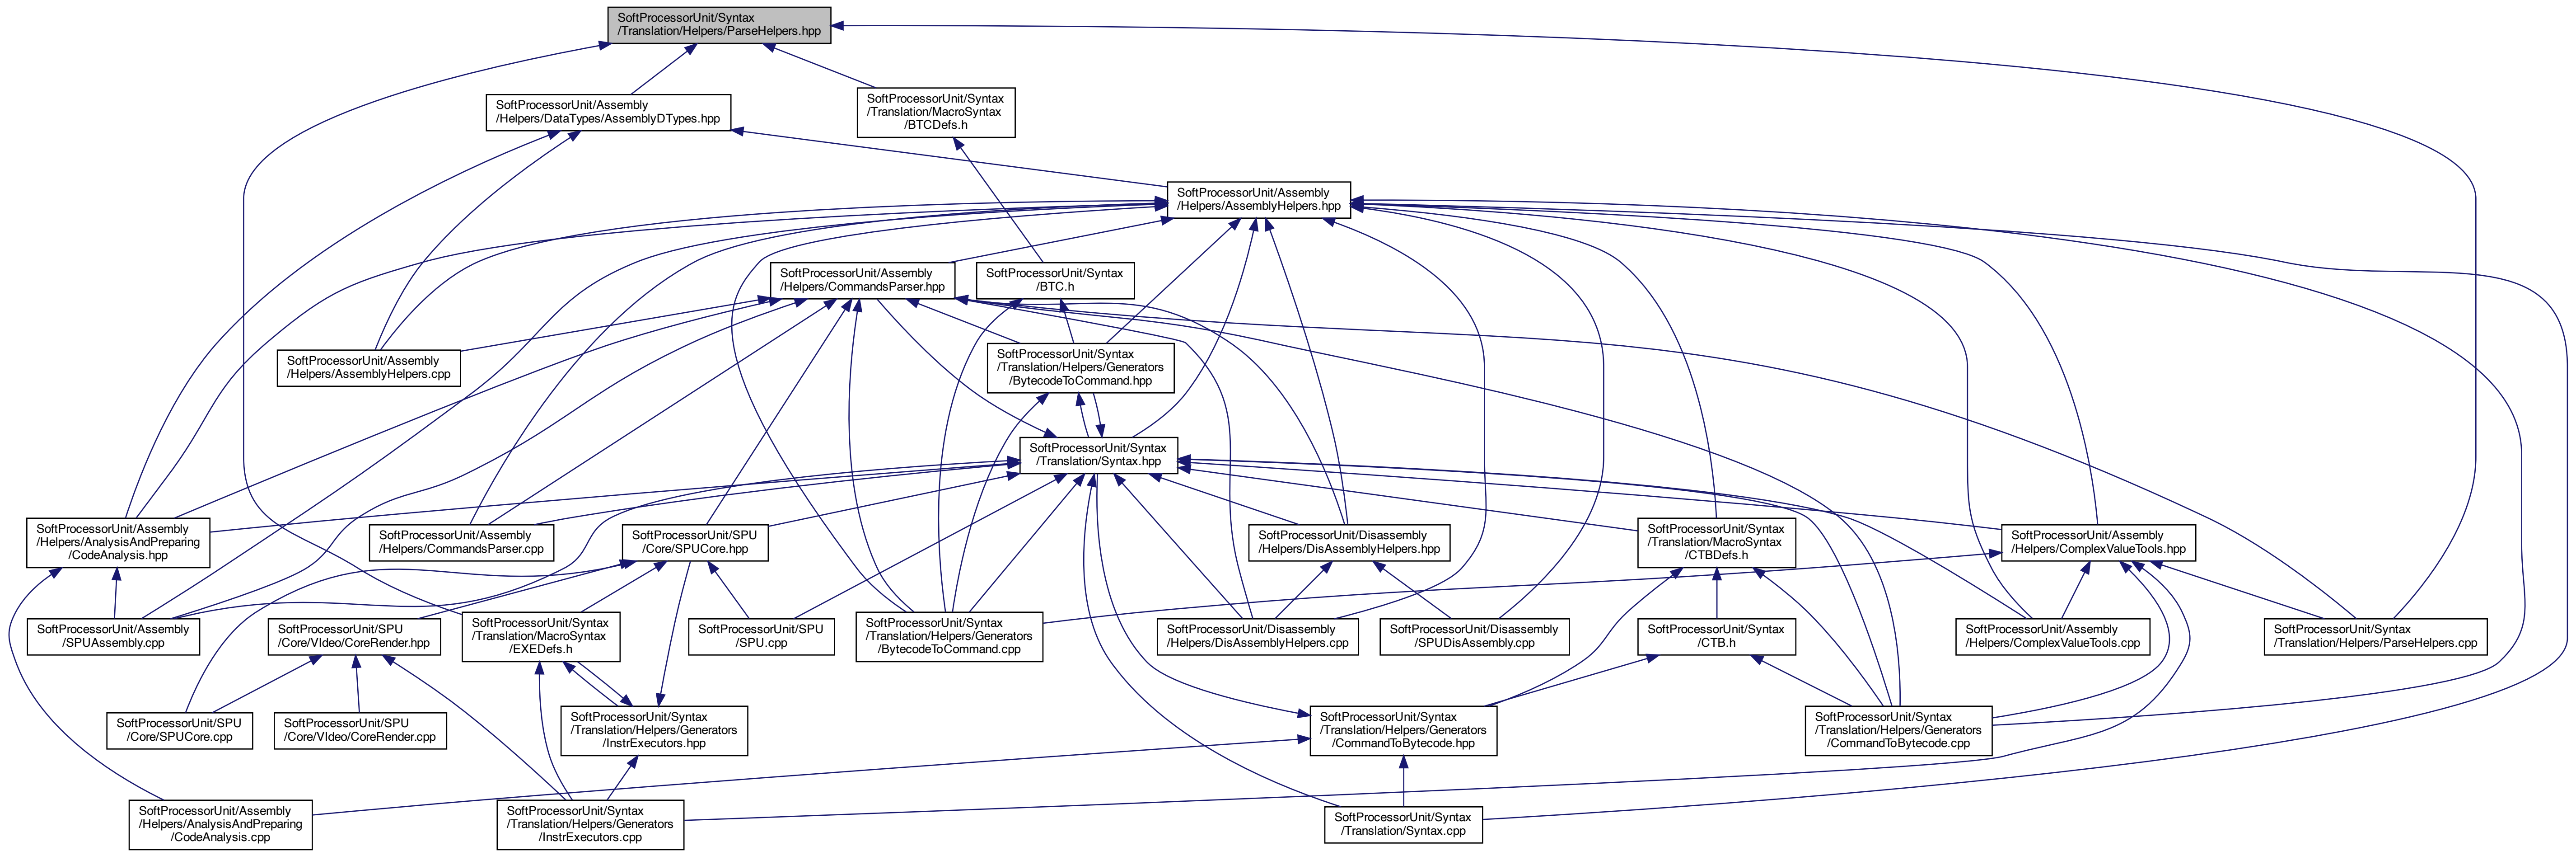 SoftProcessorUnit/Syntax
/Translation/Helpers/ParseHelpers.hpp
SoftProcessorUnit/Assembly
/Helpers/DataTypes/AssemblyDTypes.hpp
SoftProcessorUnit/Syntax
/Translation/MacroSyntax
/BTCDefs.h
SoftProcessorUnit/Assembly
/Helpers/AssemblyHelpers.hpp
SoftProcessorUnit/Assembly
/Helpers/CommandsParser.hpp
SoftProcessorUnit/Syntax
/BTC.h
SoftProcessorUnit/Assembly
/Helpers/AssemblyHelpers.cpp
SoftProcessorUnit/Syntax
/Translation/Helpers/Generators
/BytecodeToCommand.hpp
SoftProcessorUnit/Syntax
/Translation/Syntax.hpp
SoftProcessorUnit/Assembly
/Helpers/AnalysisAndPreparing
/CodeAnalysis.hpp
SoftProcessorUnit/Assembly
/Helpers/CommandsParser.cpp
SoftProcessorUnit/SPU
/Core/SPUCore.hpp
SoftProcessorUnit/Disassembly
/Helpers/DisAssemblyHelpers.hpp
SoftProcessorUnit/Syntax
/Translation/MacroSyntax
/CTBDefs.h
SoftProcessorUnit/Assembly
/Helpers/ComplexValueTools.hpp
SoftProcessorUnit/Assembly
/SPUAssembly.cpp
SoftProcessorUnit/SPU
/Core/VIdeo/CoreRender.hpp
SoftProcessorUnit/Syntax
/Translation/MacroSyntax
/EXEDefs.h
SoftProcessorUnit/SPU
/SPU.cpp
SoftProcessorUnit/Syntax
/Translation/Helpers/Generators
/BytecodeToCommand.cpp
SoftProcessorUnit/Disassembly
/Helpers/DisAssemblyHelpers.cpp
SoftProcessorUnit/Disassembly
/SPUDisAssembly.cpp
SoftProcessorUnit/Syntax
/CTB.h
SoftProcessorUnit/Assembly
/Helpers/ComplexValueTools.cpp
SoftProcessorUnit/Syntax
/Translation/Helpers/ParseHelpers.cpp
SoftProcessorUnit/SPU
/Core/SPUCore.cpp
SoftProcessorUnit/SPU
/Core/VIdeo/CoreRender.cpp
SoftProcessorUnit/Syntax
/Translation/Helpers/Generators
/InstrExecutors.hpp
SoftProcessorUnit/Syntax
/Translation/Helpers/Generators
/CommandToBytecode.hpp
SoftProcessorUnit/Syntax
/Translation/Helpers/Generators
/CommandToBytecode.cpp
SoftProcessorUnit/Assembly
/Helpers/AnalysisAndPreparing
/CodeAnalysis.cpp
SoftProcessorUnit/Syntax
/Translation/Helpers/Generators
/InstrExecutors.cpp
SoftProcessorUnit/Syntax
/Translation/Syntax.cpp